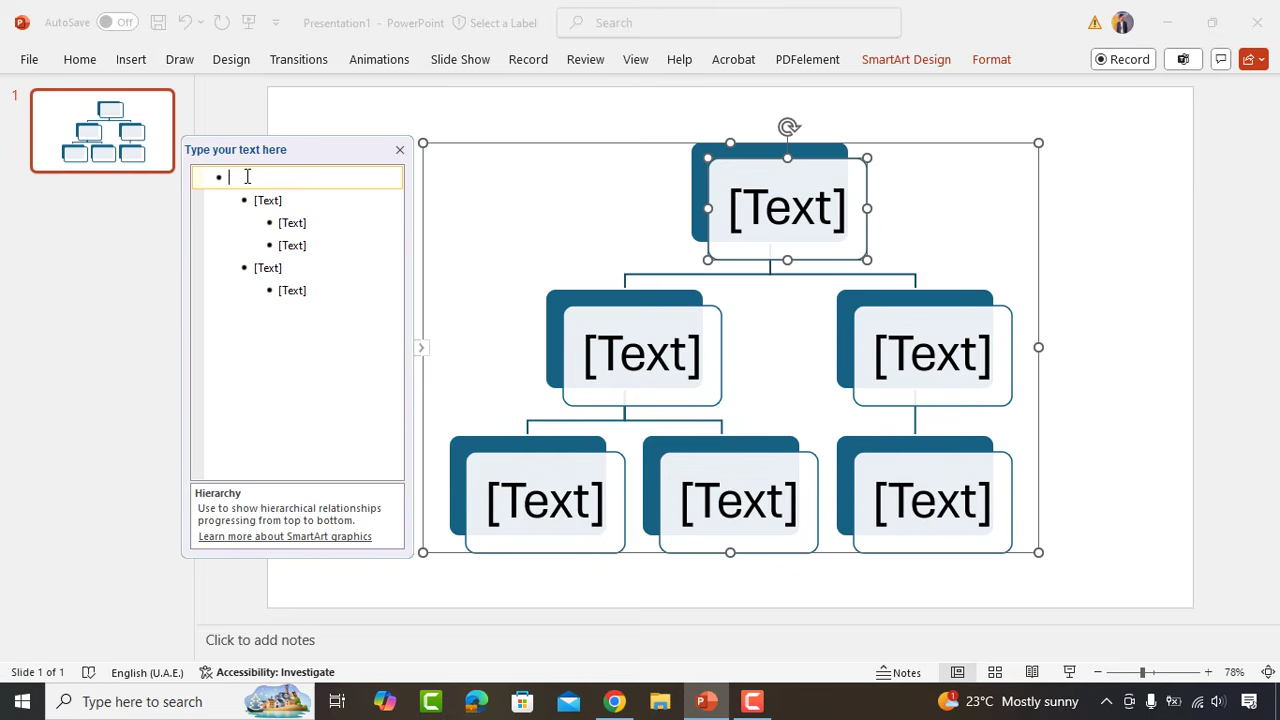 AutoSave Off Presentation1 • PowerPoint Select a Label Search
File Home Insert Draw Design Transitions Animations Slide Show Record Review View Help Acrobat PDFelement SmartArt Design Format Record
1
Type your text here
[Text]
[Text]
[Text]
[Text]
[Text]
Hierarchy
Use to show hierarchical relationships
progressing from top to bottom.
Learn more about SmartArt graphics
[Text]
[Text] [Text]
[Text] [Text] [Text]
Click to add notes
Slide 1 of 1 English (U.A.E.) Accessibility: Investigate Notes 78%
Type here to search 1 23°C Mostly sunny